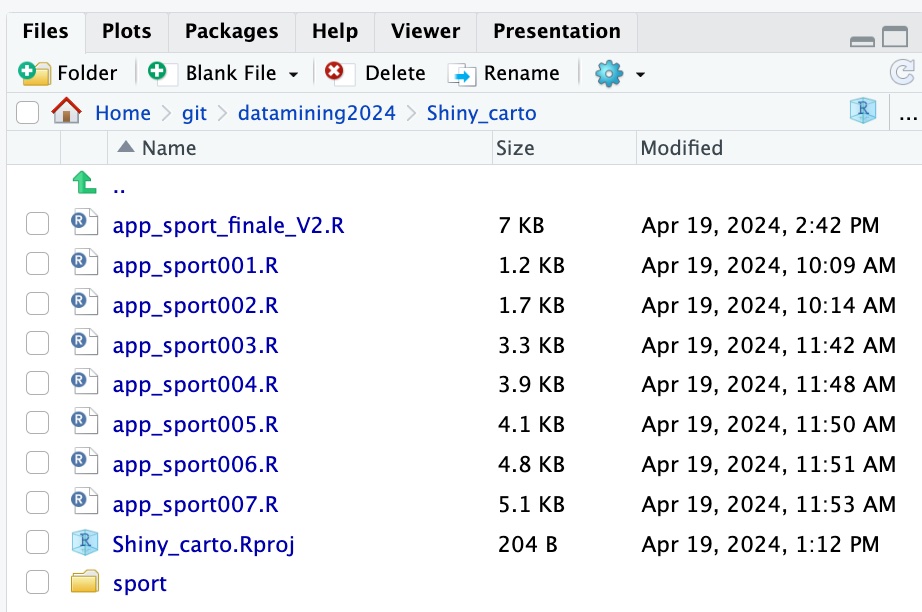 Files Plots Packages Help Viewer Presentation
Folder Blank File Delete Rename
Home git datamining2024 Shiny_carto R ...
Name Size Modified
..
R app_sport_finale_V2.R 7 KB Apr 19, 2024, 2:42 PM
R app_sport001.R 1.2 KB Apr 19, 2024, 10:09 AM
R app_sport002.R 1.7 KB Apr 19, 2024, 10:14 AM
R app_sport003.R 3.3 KB Apr 19, 2024, 11:42 AM
R app_sport004.R 3.9 KB Apr 19, 2024, 11:48 AM
R app_sport005.R 4.1 KB Apr 19, 2024, 11:50 AM
R app_sport006.R 4.8 KB Apr 19, 2024, 11:51 AM
R app_sport007.R 5.1 KB Apr 19, 2024, 11:53 AM
R Shiny_carto.Rproj 204 B Apr 19, 2024, 1:12 PM
sport